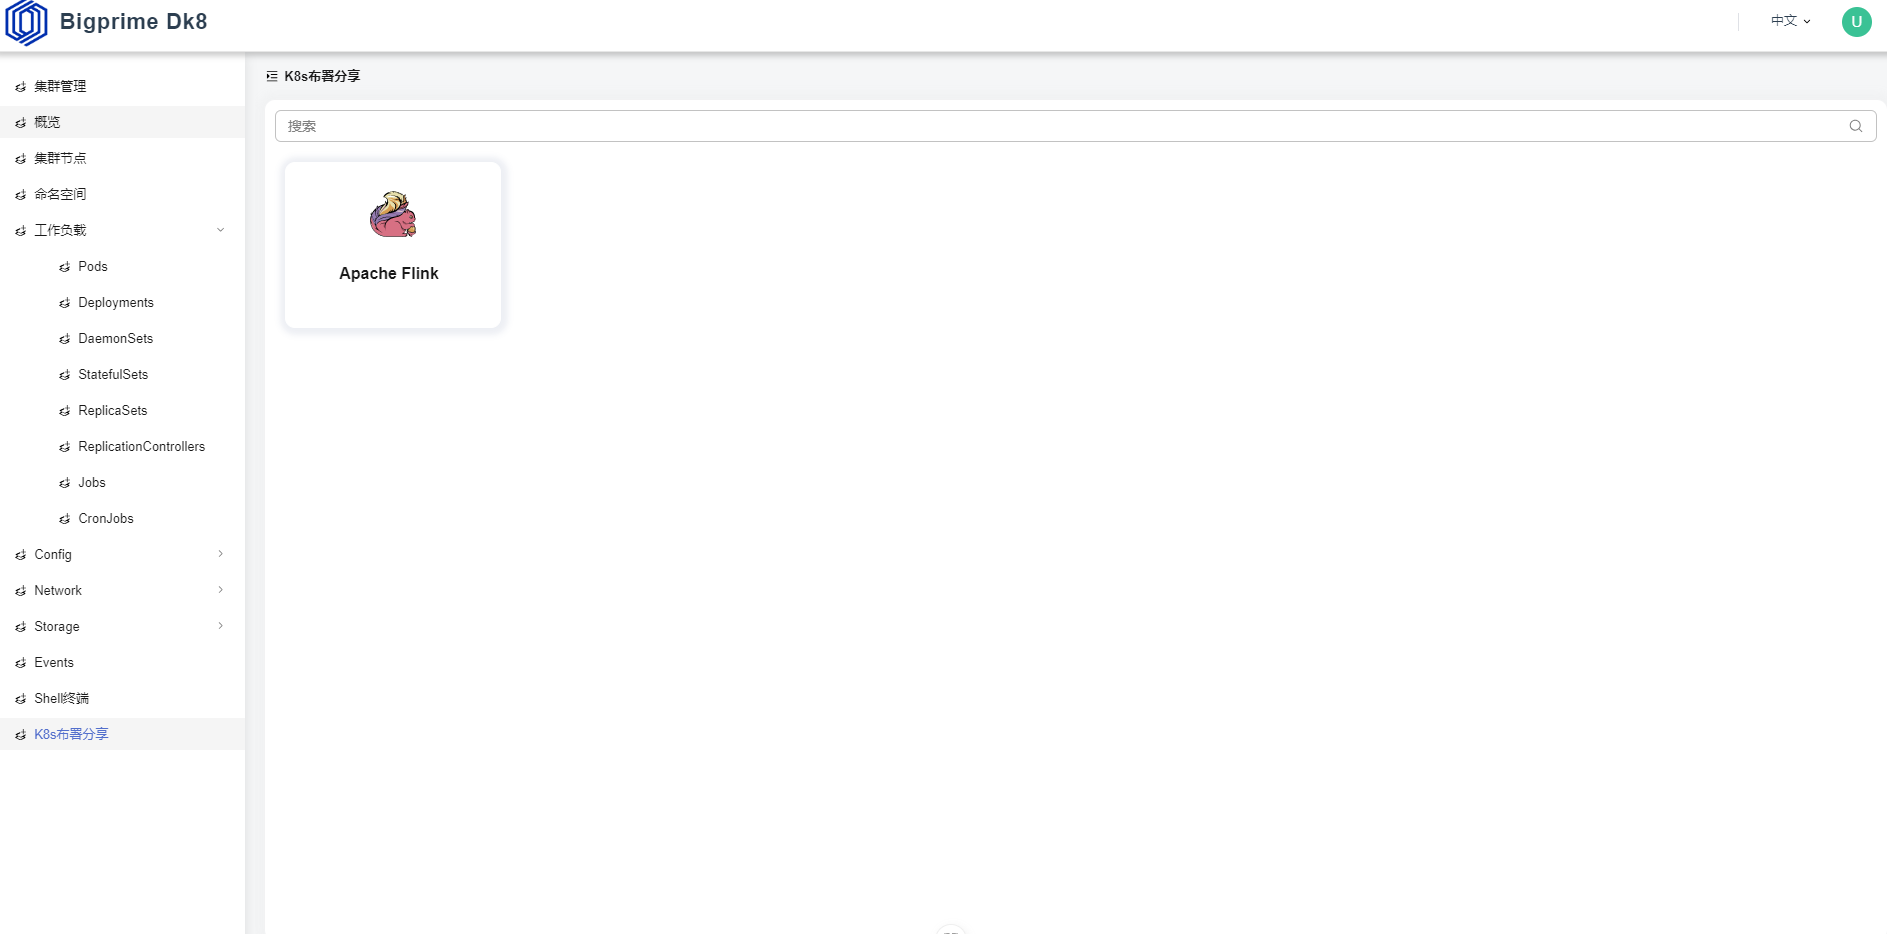 Bigprime Dk8
中文
U
集群管理
概览
集群节点
命名空间
工作负载
Pods
Deployments
DaemonSets
StatefulSets
ReplicaSets
ReplicationControllers
Jobs
CronJobs
Config
Network
Storage
Events
Shell终端
K8s布署分享
K8s布署分享
搜索
Apache Flink